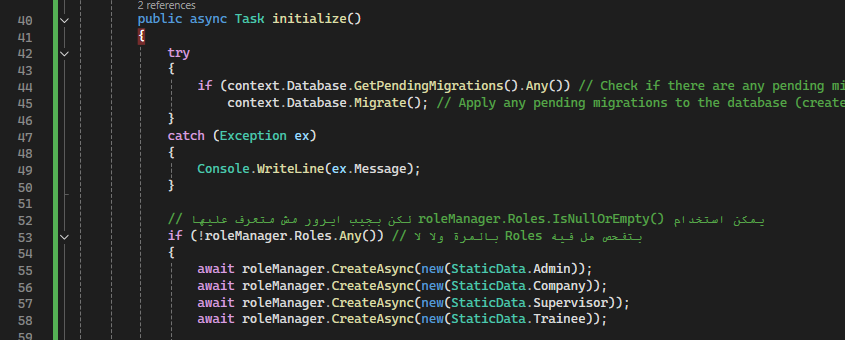 2 references
40 public async Task initialize()
41 {
42 try
43 {
44 if (context.Database.GetPendingMigrations().Any()) // Check if there are any pending mi
45 context.Database.Migrate(); // Apply any pending migrations to the database (create
46 }
47 catch (Exception ex)
48 {
49 Console.WriteLine(ex.Message);
50 }
51
52 // يمكن استخدام roleManager.Roles.IsNullOrEmpty() لكن بجيب ايرور مش متعرف عليها
53 if (!roleManager.Roles.Any()) // بتفحص هل فيه Roles بالمرة ولا لا
54 {
55 await roleManager.CreateAsync(new(StaticData.Admin));
56 await roleManager.CreateAsync(new(StaticData.Company));
57 await roleManager.CreateAsync(new(StaticData.Supervisor));
58 await roleManager.CreateAsync(new(StaticData.Trainee));
59